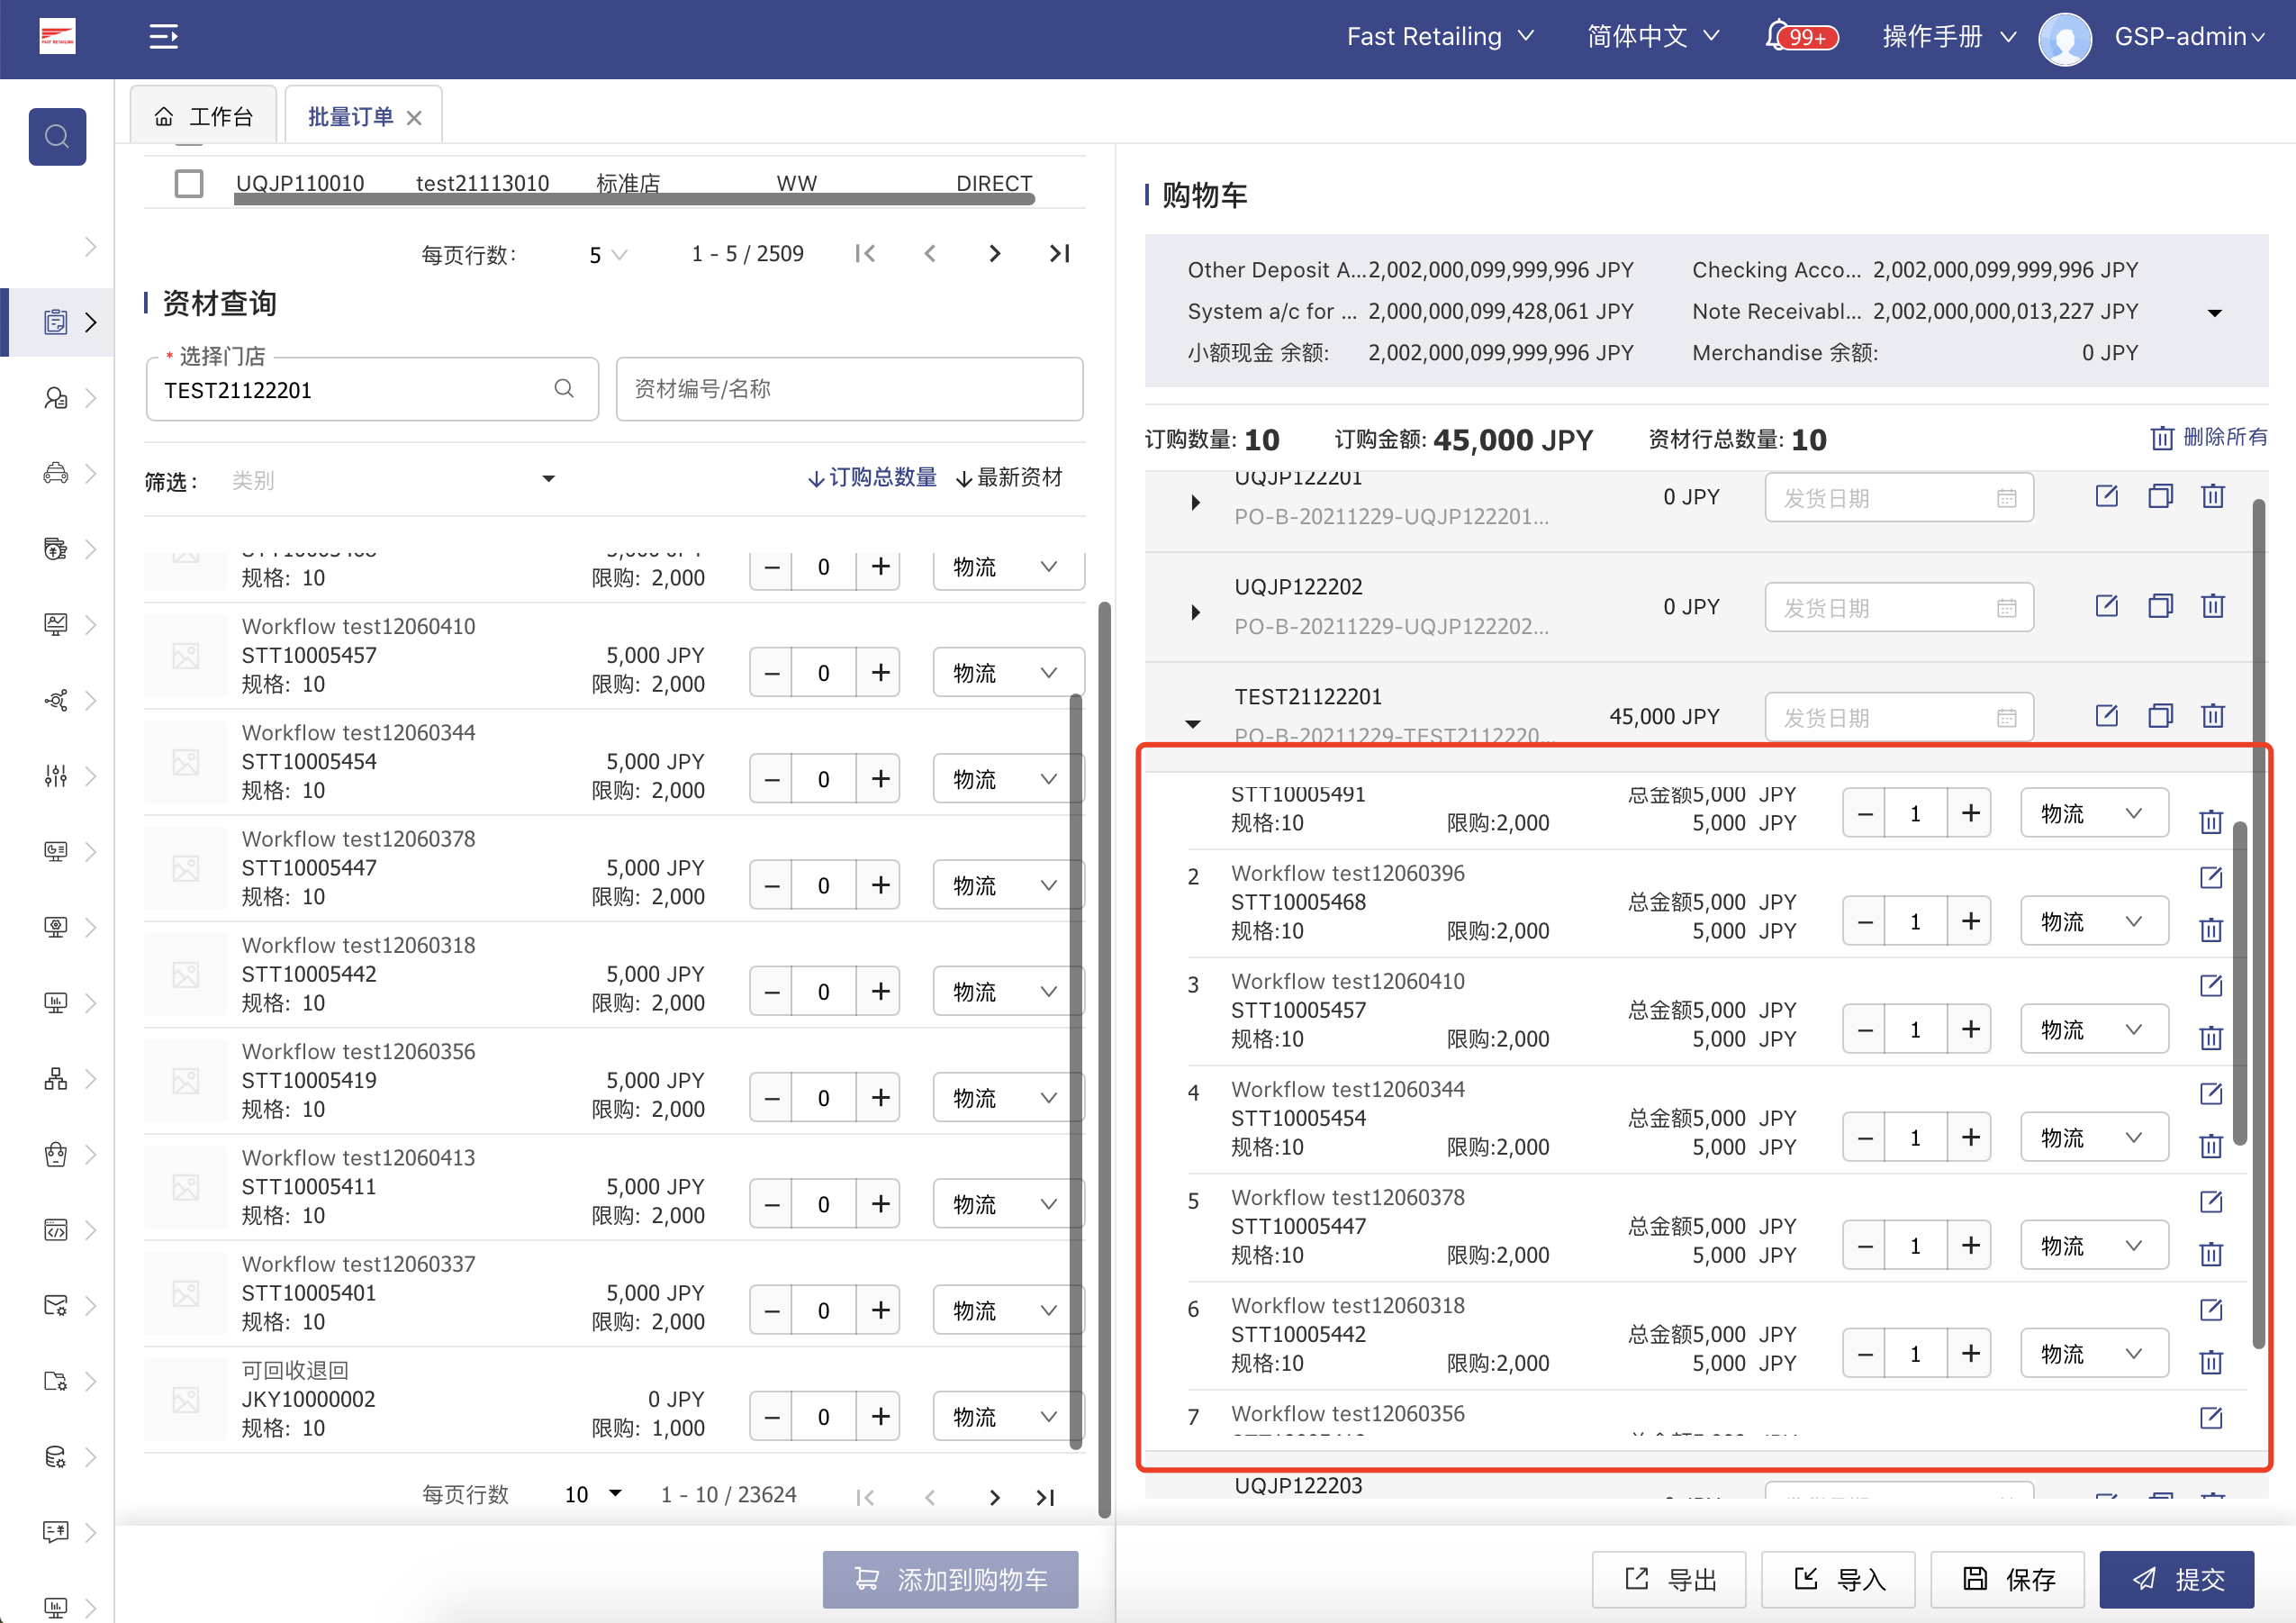 FAST RETAILING
Fast Retailing
简体中文
99+
操作手册
GSP-admin
工作台
批量订单
UQJP110010 test21113010 标准店 WW DIRECT
每页行数: 5 1 - 5 / 2509
资材查询
* 选择门店
TEST21122201
资材编号/名称
筛选: 类别 订购总数量 最新资材
规格: 10 限购: 2,000 0 物流
Workflow test12060410
STT10005457 5,000 JPY
规格: 10 限购: 2,000 0 物流
Workflow test12060344
STT10005454 5,000 JPY
规格: 10 限购: 2,000 0 物流
Workflow test12060378
STT10005447 5,000 JPY
规格: 10 限购: 2,000 0 物流
Workflow test12060318
STT10005442 5,000 JPY
规格: 10 限购: 2,000 0 物流
Workflow test12060356
STT10005419 5,000 JPY
规格: 10 限购: 2,000 0 物流
Workflow test12060413
STT10005411 5,000 JPY
规格: 10 限购: 2,000 0 物流
Workflow test12060337
STT10005401 5,000 JPY
规格: 10 限购: 2,000 0 物流
可回收退回
JKY10000002 0 JPY
规格: 10 限购: 1,000 0 物流
每页行数 10 1 - 10 / 23624
添加到购物车
购物车
Other Deposit A... 2,002,000,099,999,996 JPY Checking Acco... 2,002,000,099,999,996 JPY
System a/c for ... 2,000,000,099,428,061 JPY Note Receivabl... 2,002,000,000,013,227 JPY
小额现金 余额: 2,002,000,099,999,996 JPY Merchandise 余额: 0 JPY
订购数量: 10 订购金额: 45,000 JPY 资材行总数量: 10 删除所有
UQJP122201 0 JPY 发货日期
PO-B-20211229-UQJP122201...
UQJP122202 0 JPY 发货日期
PO-B-20211229-UQJP122202...
TEST21122201 45,000 JPY 发货日期
PO-B-20211229-TEST2112220...
STT10005491 总金额5,000 JPY
规格:10 限购:2,000 5,000 JPY 1 物流
2 Workflow test12060396
STT10005468 总金额5,000 JPY
规格:10 限购:2,000 5,000 JPY 1 物流
3 Workflow test12060410
STT10005457 总金额5,000 JPY
规格:10 限购:2,000 5,000 JPY 1 物流
4 Workflow test12060344
STT10005454 总金额5,000 JPY
规格:10 限购:2,000 5,000 JPY 1 物流
5 Workflow test12060378
STT10005447 总金额5,000 JPY
规格:10 限购:2,000 5,000 JPY 1 物流
6 Workflow test12060318
STT10005442 总金额5,000 JPY
规格:10 限购:2,000 5,000 JPY 1 物流
7 Workflow test12060356
UQJP122203
导出 导入 保存 提交